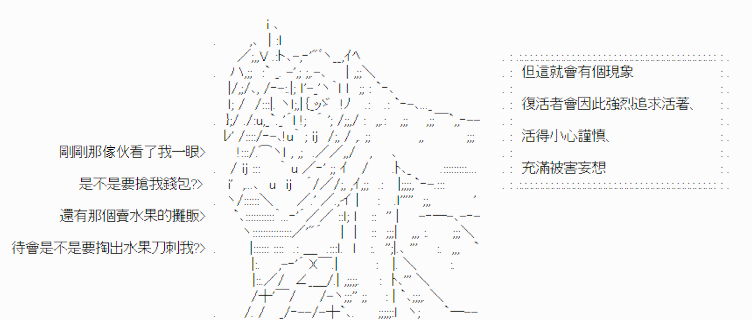 但這就會有個現象
復活者會因此強烈追求活著、
活得小心謹慎、
充滿被害妄想
剛剛那傢伙看了我一眼>
是不是要搶我錢包?>
還有那個賣水果的攤販>
待會是不是要掏出水果刀刺我?>